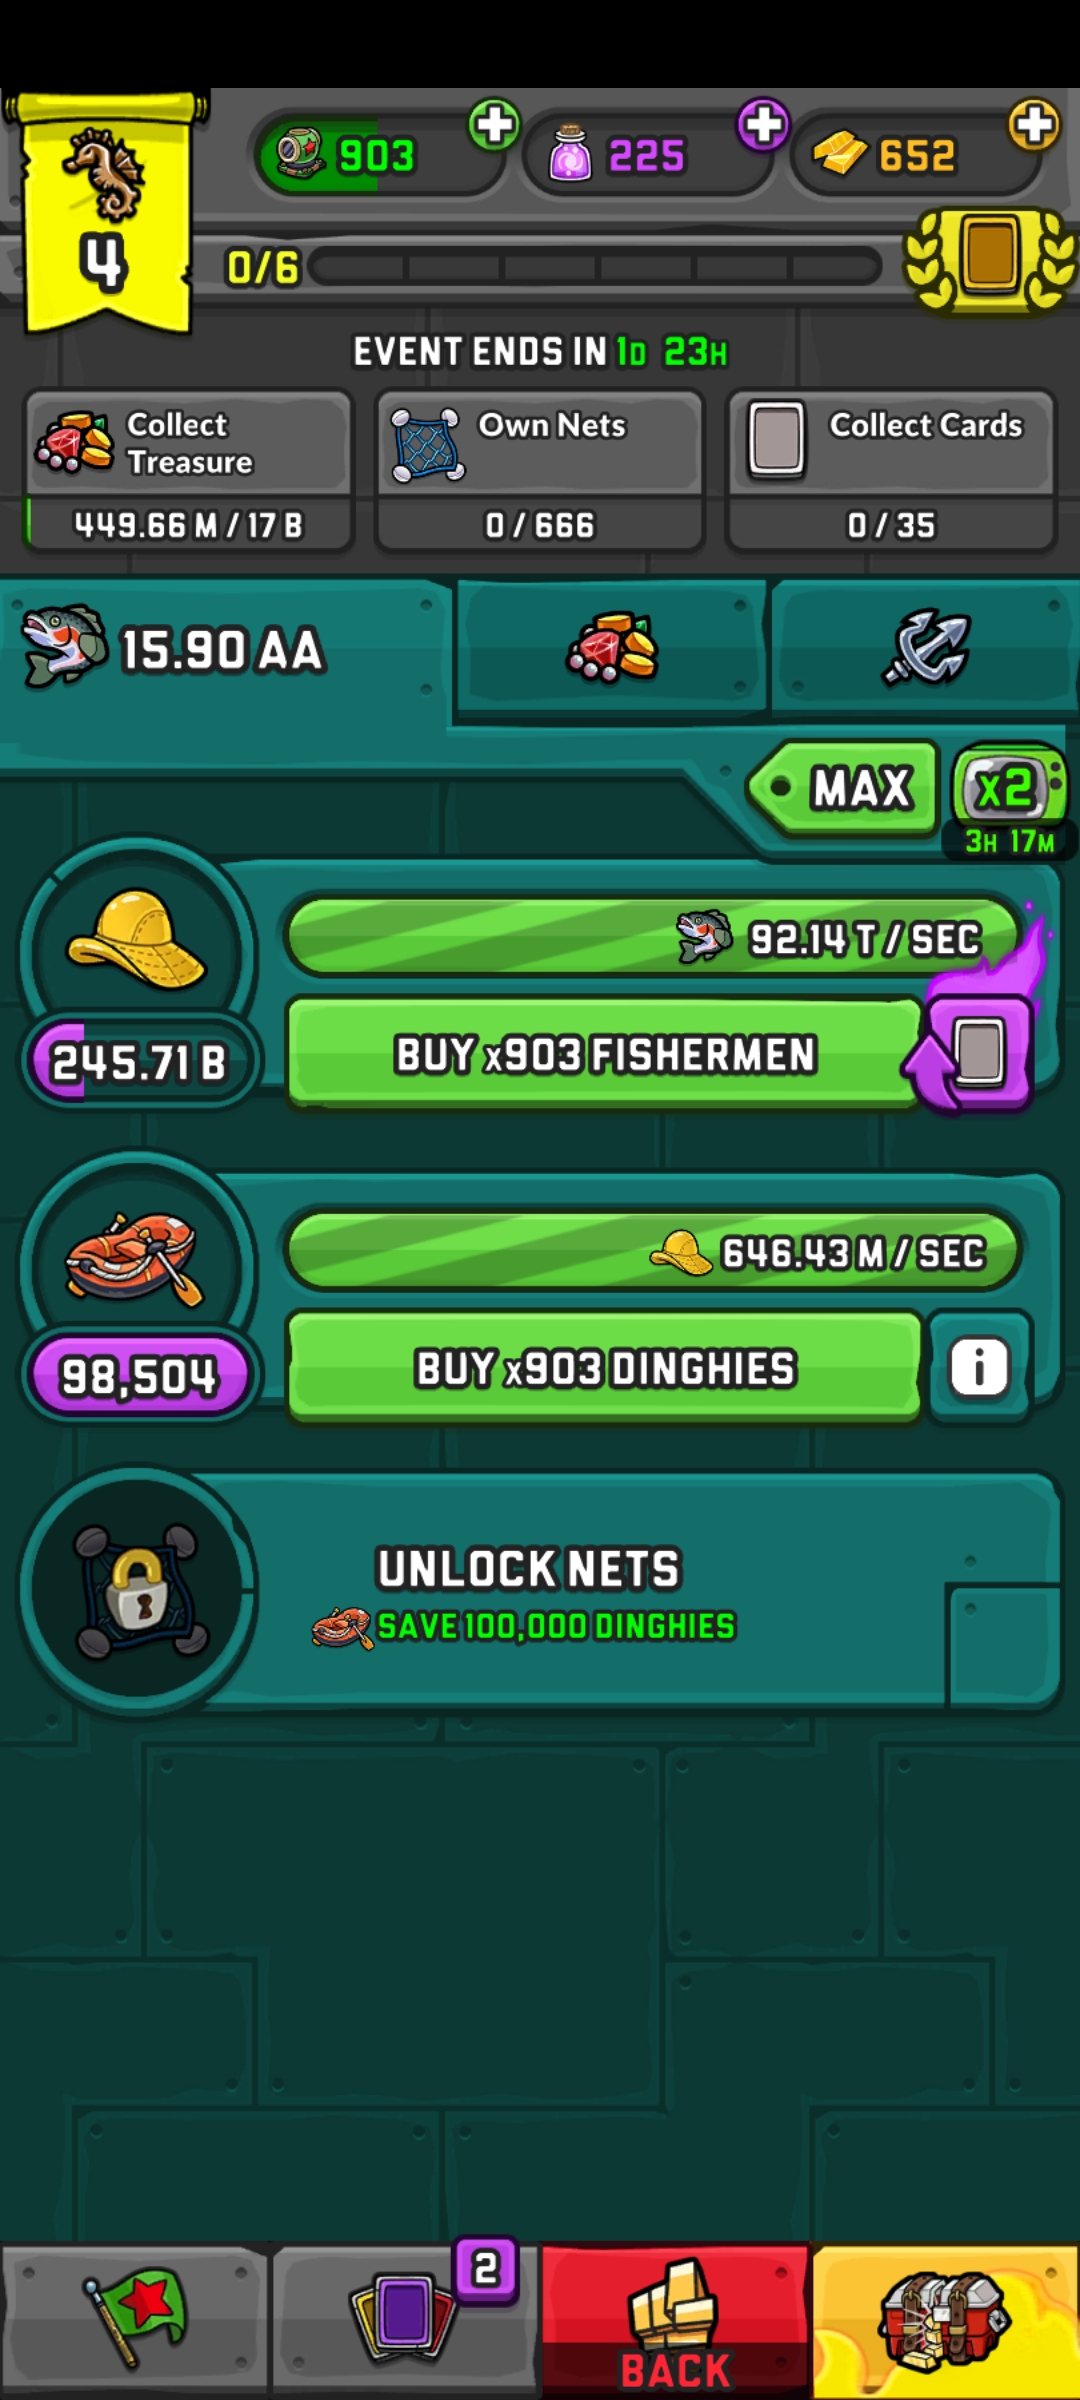 903
225
652
4
0/6
EVENT ENDS IN 1D 23H
Collect
Treasure
Own Nets
Collect Cards
449.66 M / 17 B
0 / 666
0 / 35
15.90 AA
MAX
x2
3H 17M
92.14 T / SEC
245.71 B
BUY x903 FISHERMEN
646.43 M / SEC
98,504
BUY x903 DINGHIES
i
UNLOCK NETS
SAVE 100,000 DINGHIES
2
BACK